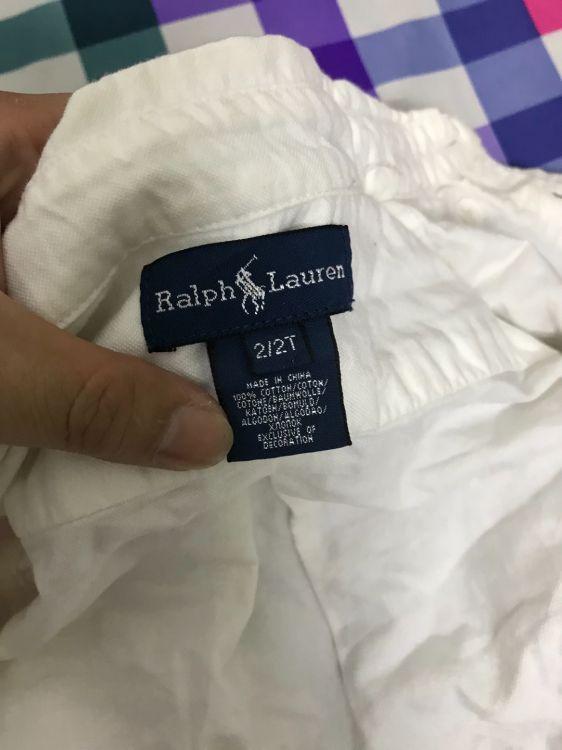 Ralph Lauren
2/2T
MADE IN CHINA
100% COTTON/COTON/
COTONE/BAUMWOLLE/
KATOEN/BOMULD/
ALGODON/ALGODAO/
ХЛОПОК
EXCLUSIVE OF
DECORATION